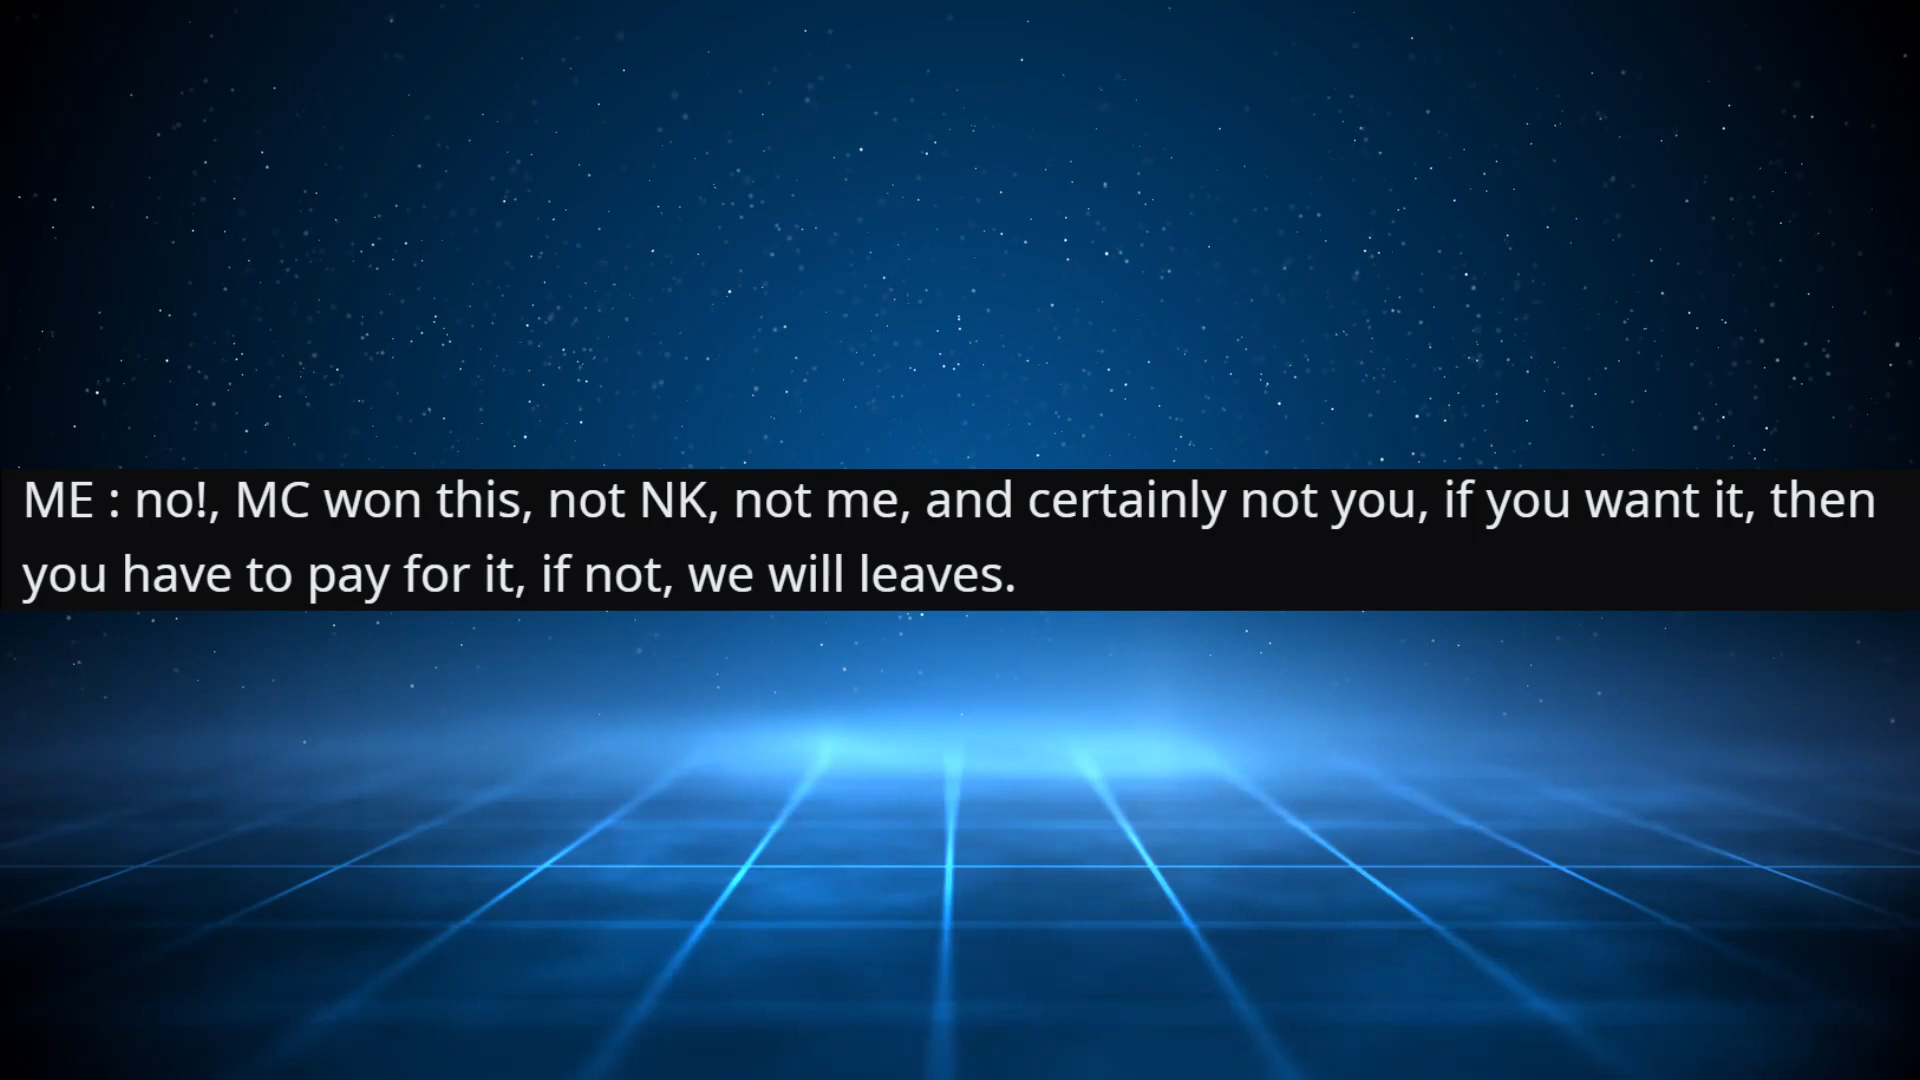 ME : no!, MC won this, not NK, not me, and certainly not you, if you want it, then
you have to pay for it, if not, we will leaves.